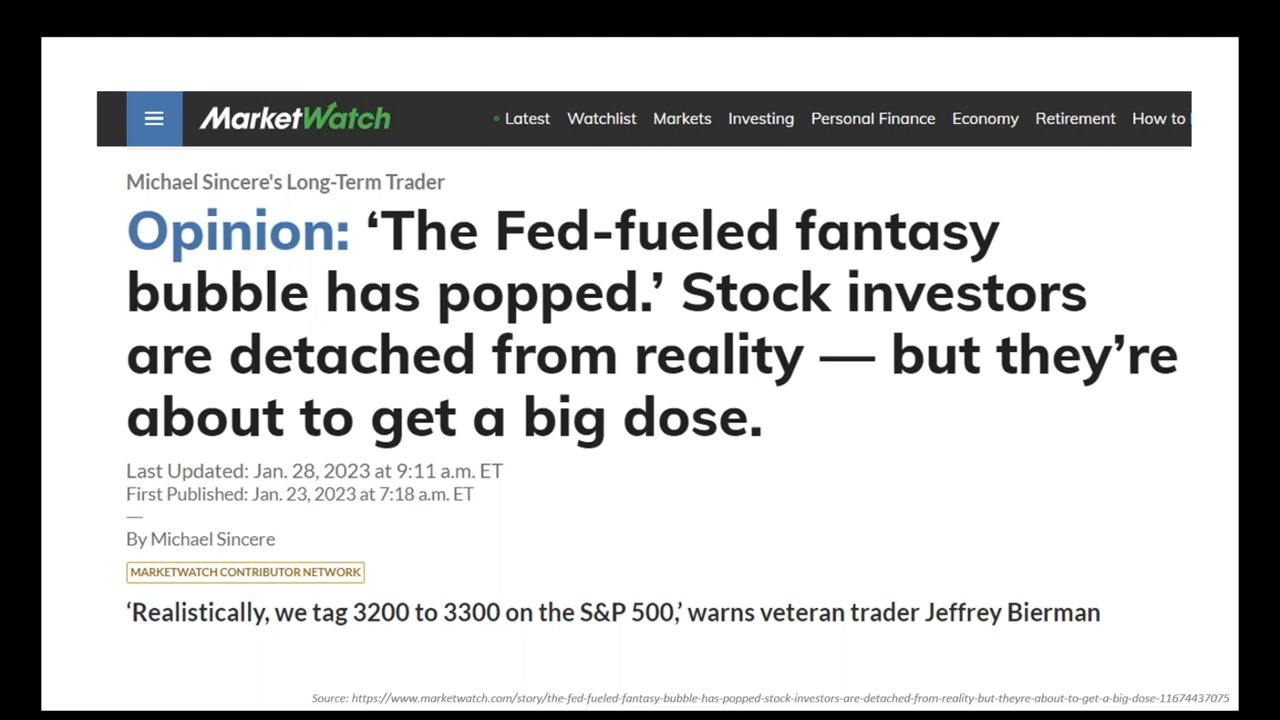 MarketWatch
Latest Watchlist Markets Investing Personal Finance Economy Retirement How to
Michael Sincere's Long-Term Trader
Opinion: ‘The Fed-fueled fantasy
bubble has popped.’ Stock investors
are detached from reality — but they’re
about to get a big dose.
Last Updated: Jan. 28, 2023 at 9:11 a.m. ET
First Published: Jan. 23, 2023 at 7:18 a.m. ET
—
By Michael Sincere
MARKETWATCH CONTRIBUTOR NETWORK
‘Realistically, we tag 3200 to 3300 on the S&P 500,’ warns veteran trader Jeffrey Bierman
Source: https://www.marketwatch.com/story/the-fed-fueled-fantasy-bubble-has-popped-stock-investors-are-detached-from-reality-but-theyre-about-to-get-a-big-dose-11674437075